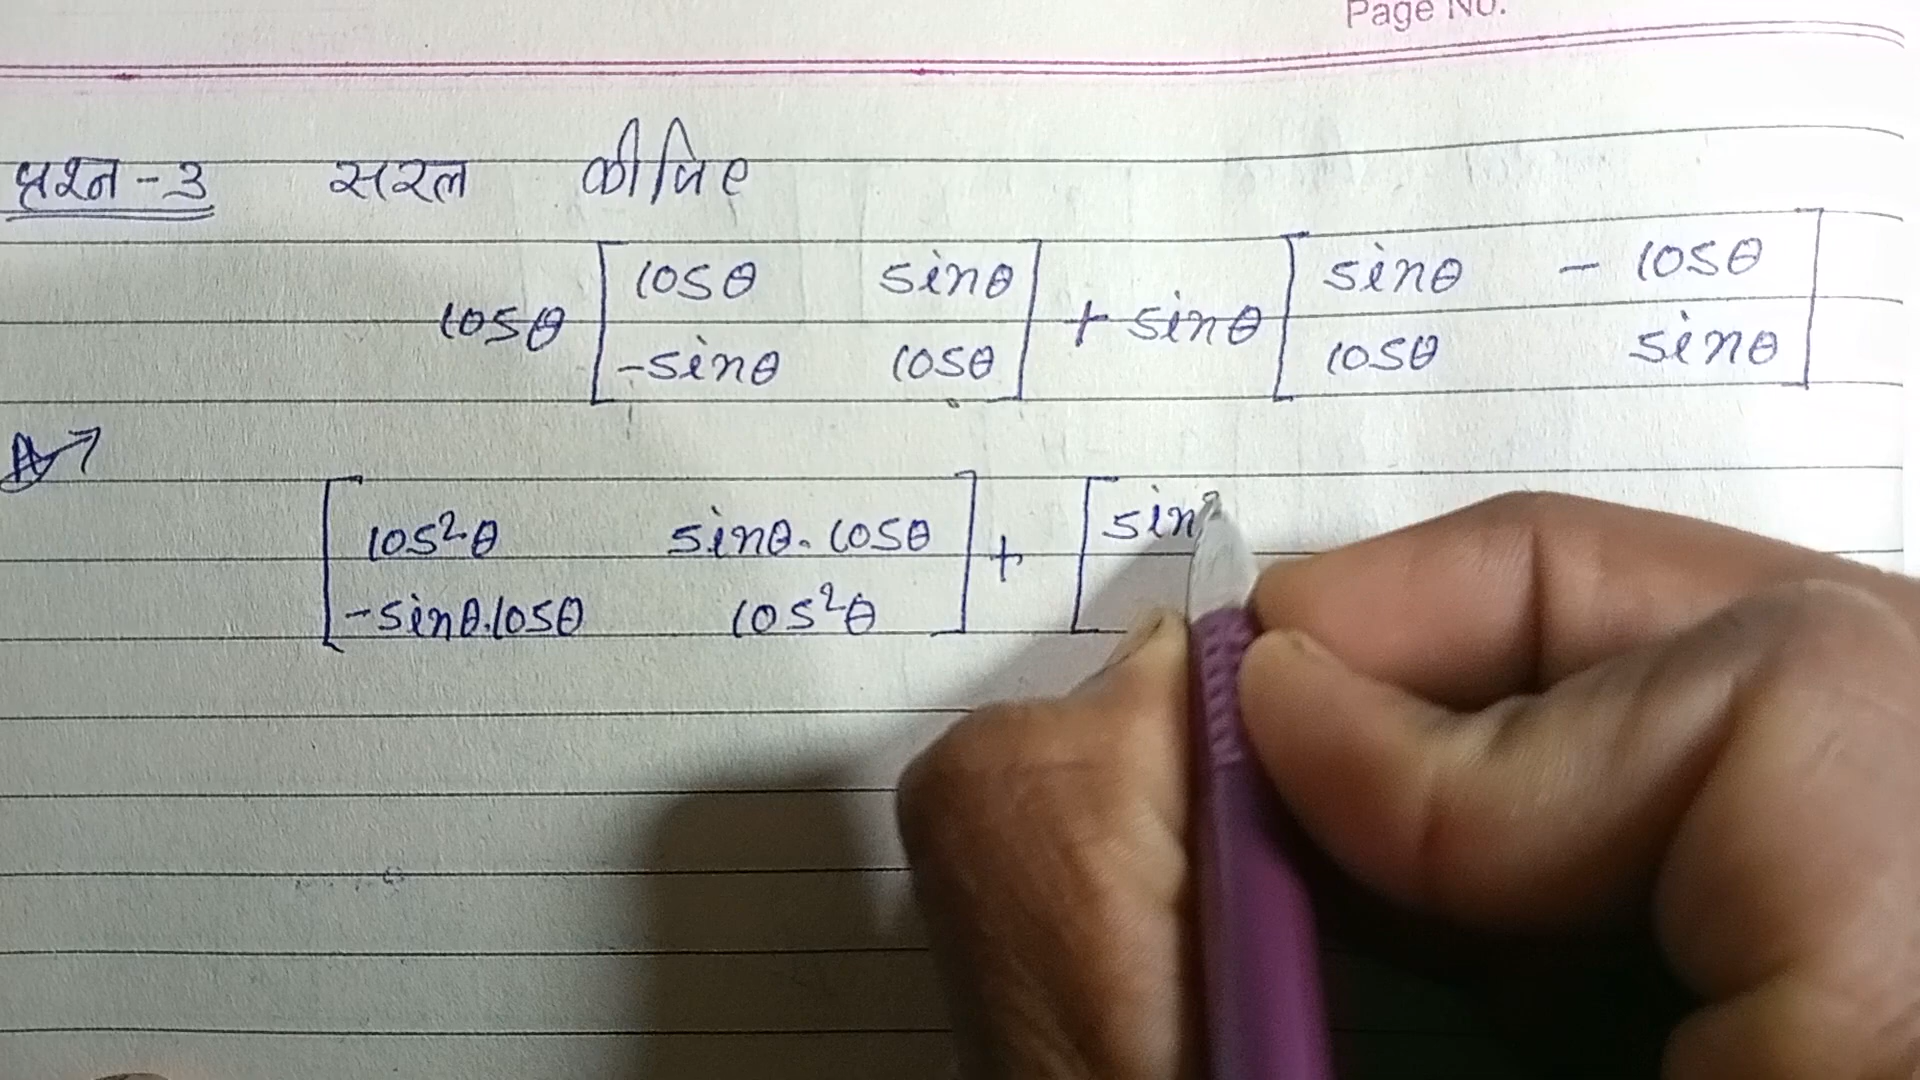 Page No.
प्रश्न-3 सरल कीजिए
cosθ [ cosθ sinθ ] + sinθ [ sinθ - cosθ ]
[ -sinθ cosθ ] [ cosθ sinθ ]
[ cos²θ sinθ. cosθ ] + [ sin²
[ -sinθ.cosθ cos²θ ]